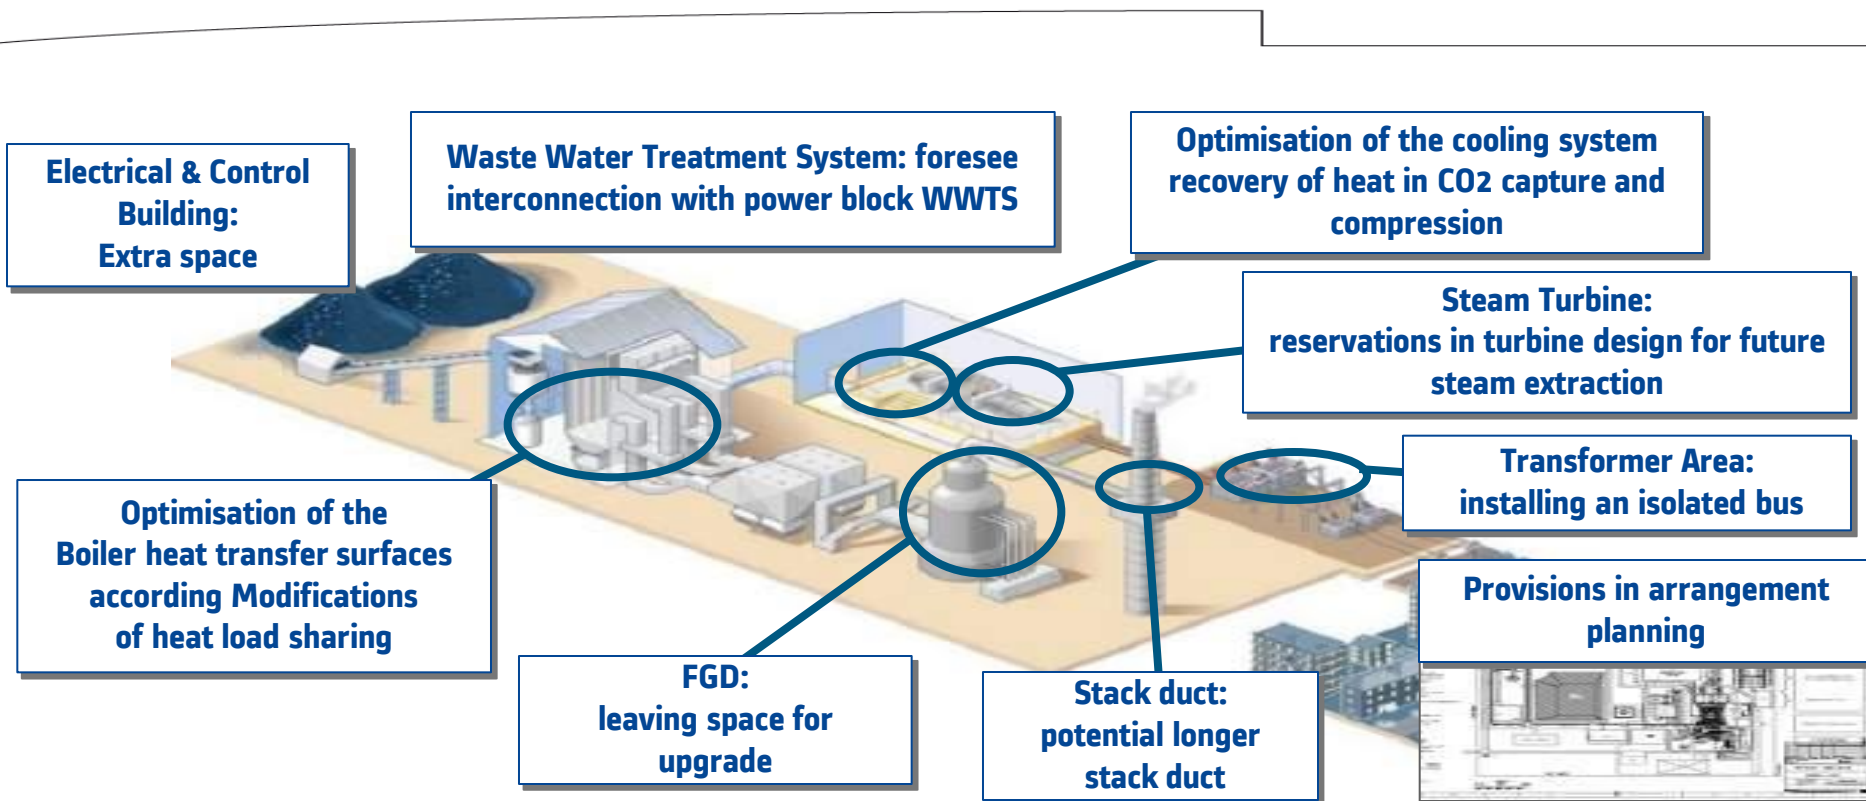 Electrical & Control
Building:
Extra space
Waste Water Treatment System: foresee
interconnection with power block WWTS
Optimisation of the cooling system
recovery of heat in CO2 capture and
compression
Steam Turbine:
reservations in turbine design for future
steam extraction
Transformer Area:
installing an isolated bus
Optimisation of the
Boiler heat transfer surfaces
according Modifications
of heat load sharing
FGD:
leaving space for
upgrade
Stack duct:
potential longer
stack duct
Provisions in arrangement
planning